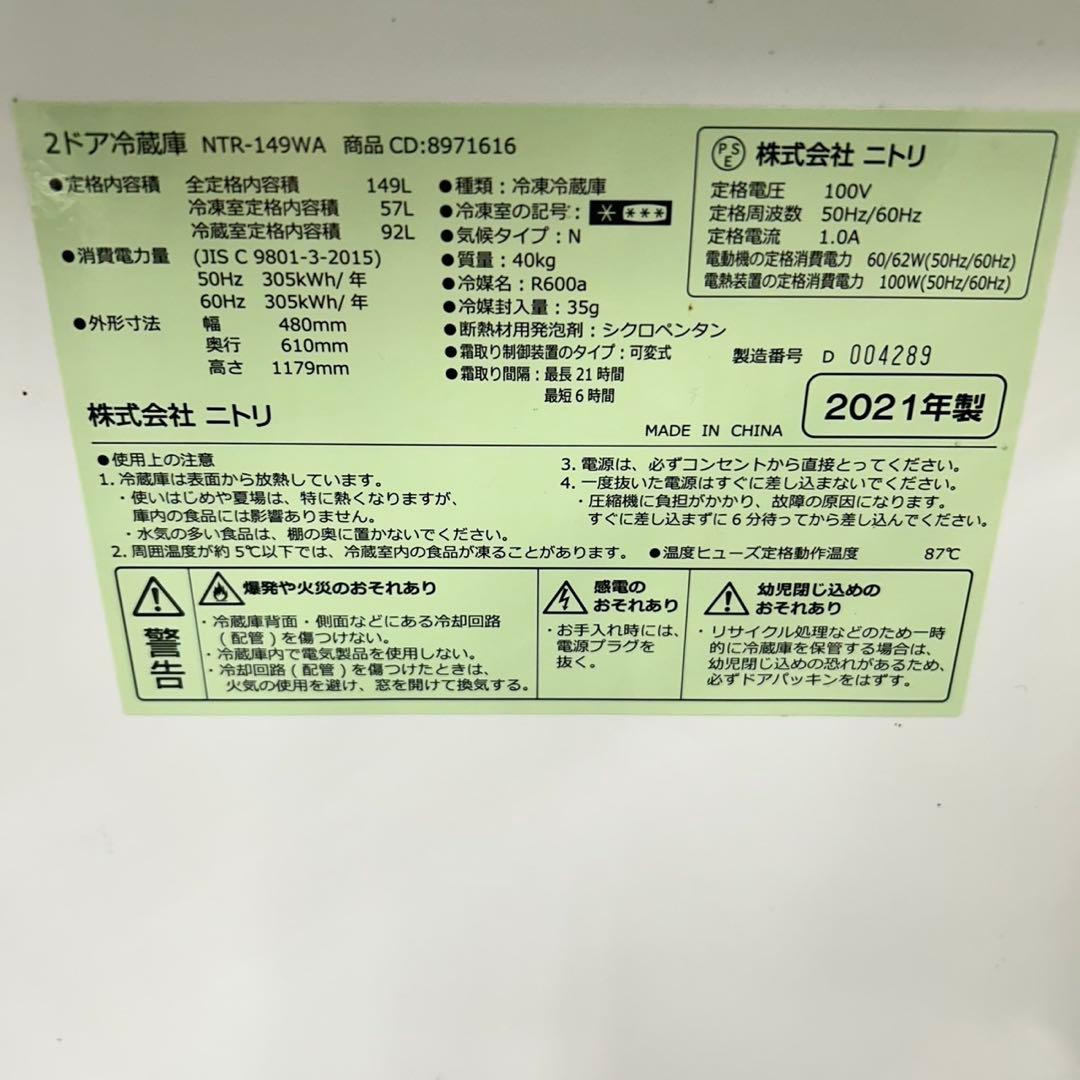 2ドア冷蔵庫 NTR-149WA 商品CD:8971616
●定格内容積 全定格内容積 149L
冷凍室定格内容積 57L
冷蔵室定格内容積 92L
●消費電力量 (JIS C 9801-3-2015)
50Hz 305kWh/年
60Hz 305kWh/年
●外形寸法 幅 480mm
奥行 610mm
高さ 1179mm
株式会社 ニトリ
●種類:冷凍冷蔵庫
●冷凍室の記号: * ***
●気候タイプ:N
●質量:40kg
●冷媒名:R600a
●冷媒封入量:35g
●断熱材用発泡剤:シクロペンタン
●霜取り制御装置のタイプ:可変式
●霜取り間隔:最長21時間
最短6時間
PSE 株式会社 ニトリ
定格電圧 100V
定格周波数 50Hz/60Hz
定格電流 1.0A
電動機の定格消費電力 60/62W(50Hz/60Hz)
電熱装置の定格消費電力 100W(50Hz/60Hz)
製造番号 D 004289
MADE IN CHINA
2021年製
●使用上の注意
1.冷蔵庫は表面から放熱しています。
・使いはじめや夏場は、特に熱くなりますが、
庫内の食品には影響ありません。
・水気の多い食品は、棚の奥に置かないでください。
2.周囲温度が約5℃以下では、冷蔵室内の食品が凍ることがあります。
3.電源は、必ずコンセントから直接とってください。
4.一度抜いた電源はすぐに差し込まないでください。
・圧縮機に負担がかかり、故障の原因になります。
すぐに差し込まずに6分待ってから差し込んでください。
●温度ヒューズ定格動作温度 87℃
警告
爆発や火災のおそれあり
・冷蔵庫背面・側面などにある冷却回路
(配管)を傷つけない。
・冷蔵庫内で電気製品を使用しない。
・冷却回路(配管)を傷つけたときは、
火気の使用を避け、窓を開けて換気する。
感電の
おそれあり
・お手入れ時には、
電源プラグを
抜く。
幼児閉じ込めの
おそれあり
・リサイクル処理などのため一時
的に冷蔵庫を保管する場合は、
幼児閉じ込めの恐れがあるため、
必ずドアパッキンをはずす。